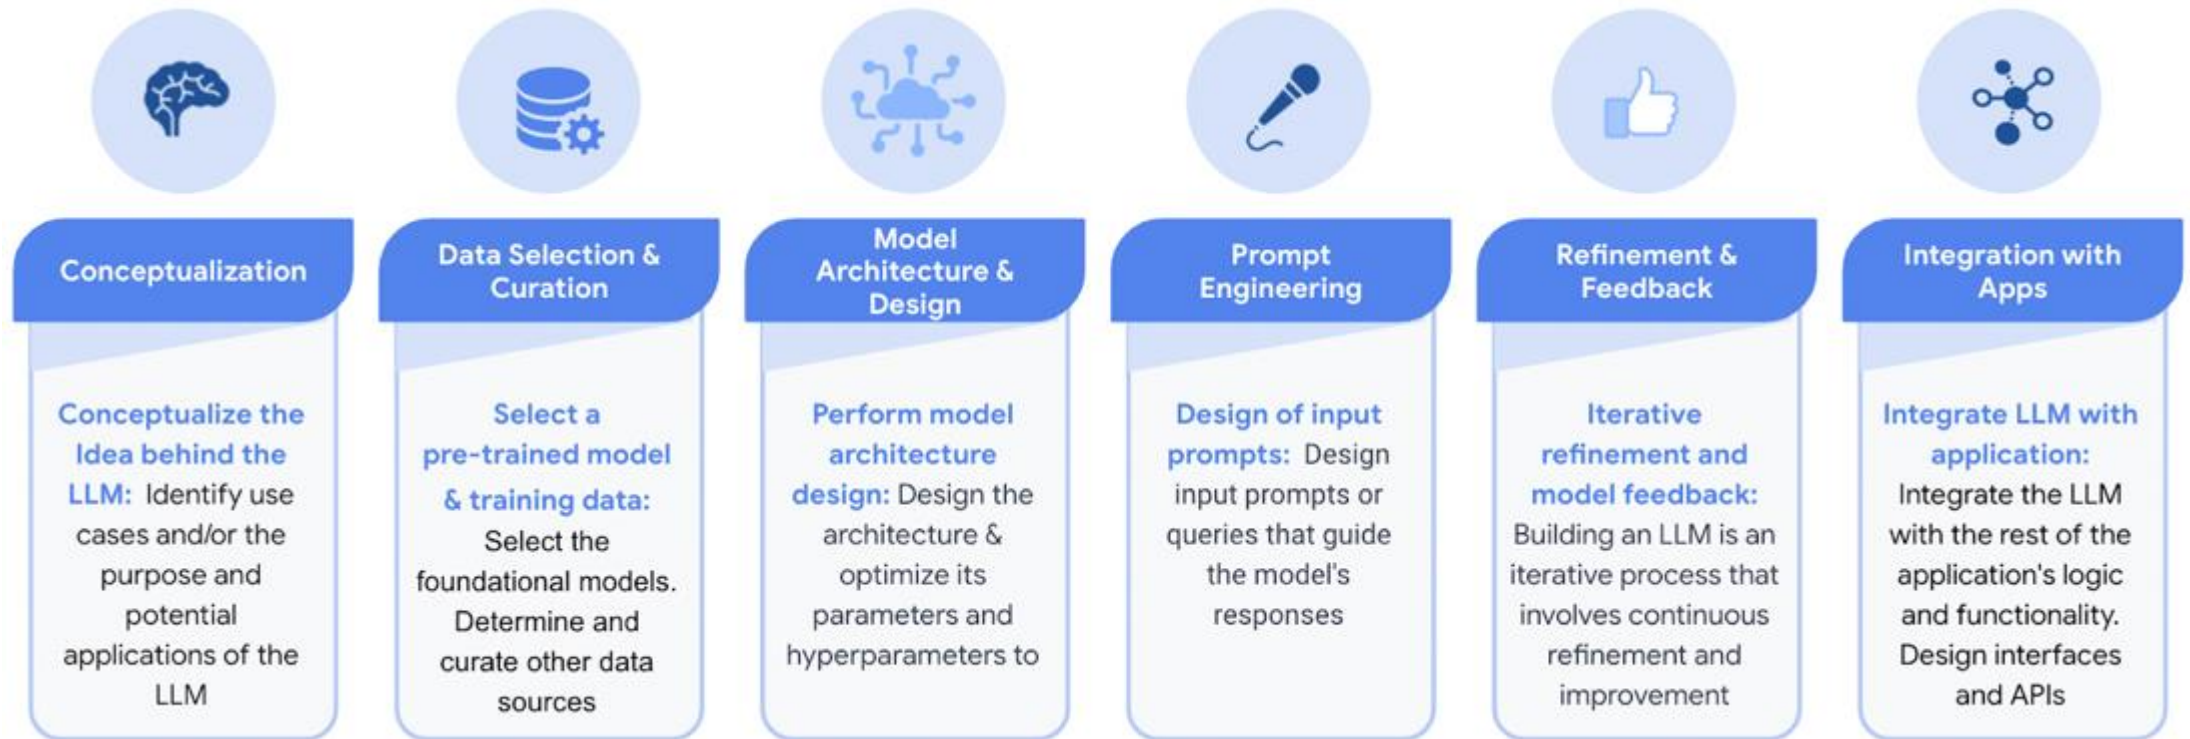 Conceptualization
Conceptualize the
Idea behind the
LLM: Identify use
cases and/or the
purpose and
potential
applications of the
LLM
Data Selection &
Curation
Select a
pre-trained model
& training data:
Select the
foundational models.
Determine and
curate other data
sources
Model
Architecture &
Design
Perform model
architecture
design: Design the
architecture &
optimize its
parameters and
hyperparameters to
Prompt
Engineering
Design of input
prompts: Design
input prompts or
queries that guide
the model's
responses
Refinement &
Feedback
Iterative
refinement and
model feedback:
Building an LLM is an
iterative process that
involves continuous
refinement and
improvement
Integration with
Apps
Integrate LLM with
application:
Integrate the LLM
with the rest of the
application's logic
and functionality.
Design interfaces
and APIs